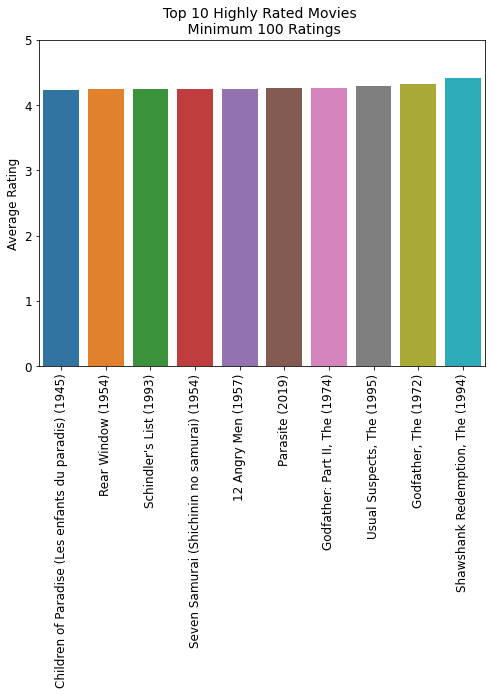 Top 10 Highly Rated Movies
Minimum 100 Ratings
Average Rating
5
4
3
2
1
0
Children of Paradise (Les enfants du paradis) (1945)
Rear Window (1954)
Schindler's List (1993)
Seven Samurai (Shichinin no samurai) (1954)
12 Angry Men (1957)
Parasite (2019)
Godfather: Part II, The (1974)
Usual Suspects, The (1995)
Godfather, The (1972)
Shawshank Redemption, The (1994)